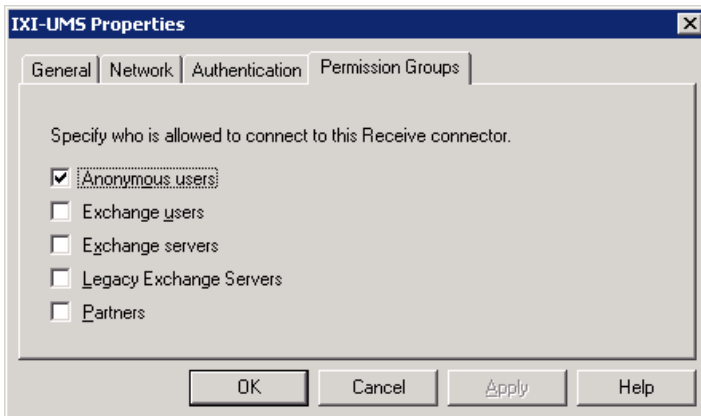 IXI-UMS Properties
General Network Authentication Permission Groups
Specify who is allowed to connect to this Receive connector.
Anonymous users
Exchange users
Exchange servers
Legacy Exchange Servers
Partners
OK Cancel Apply Help